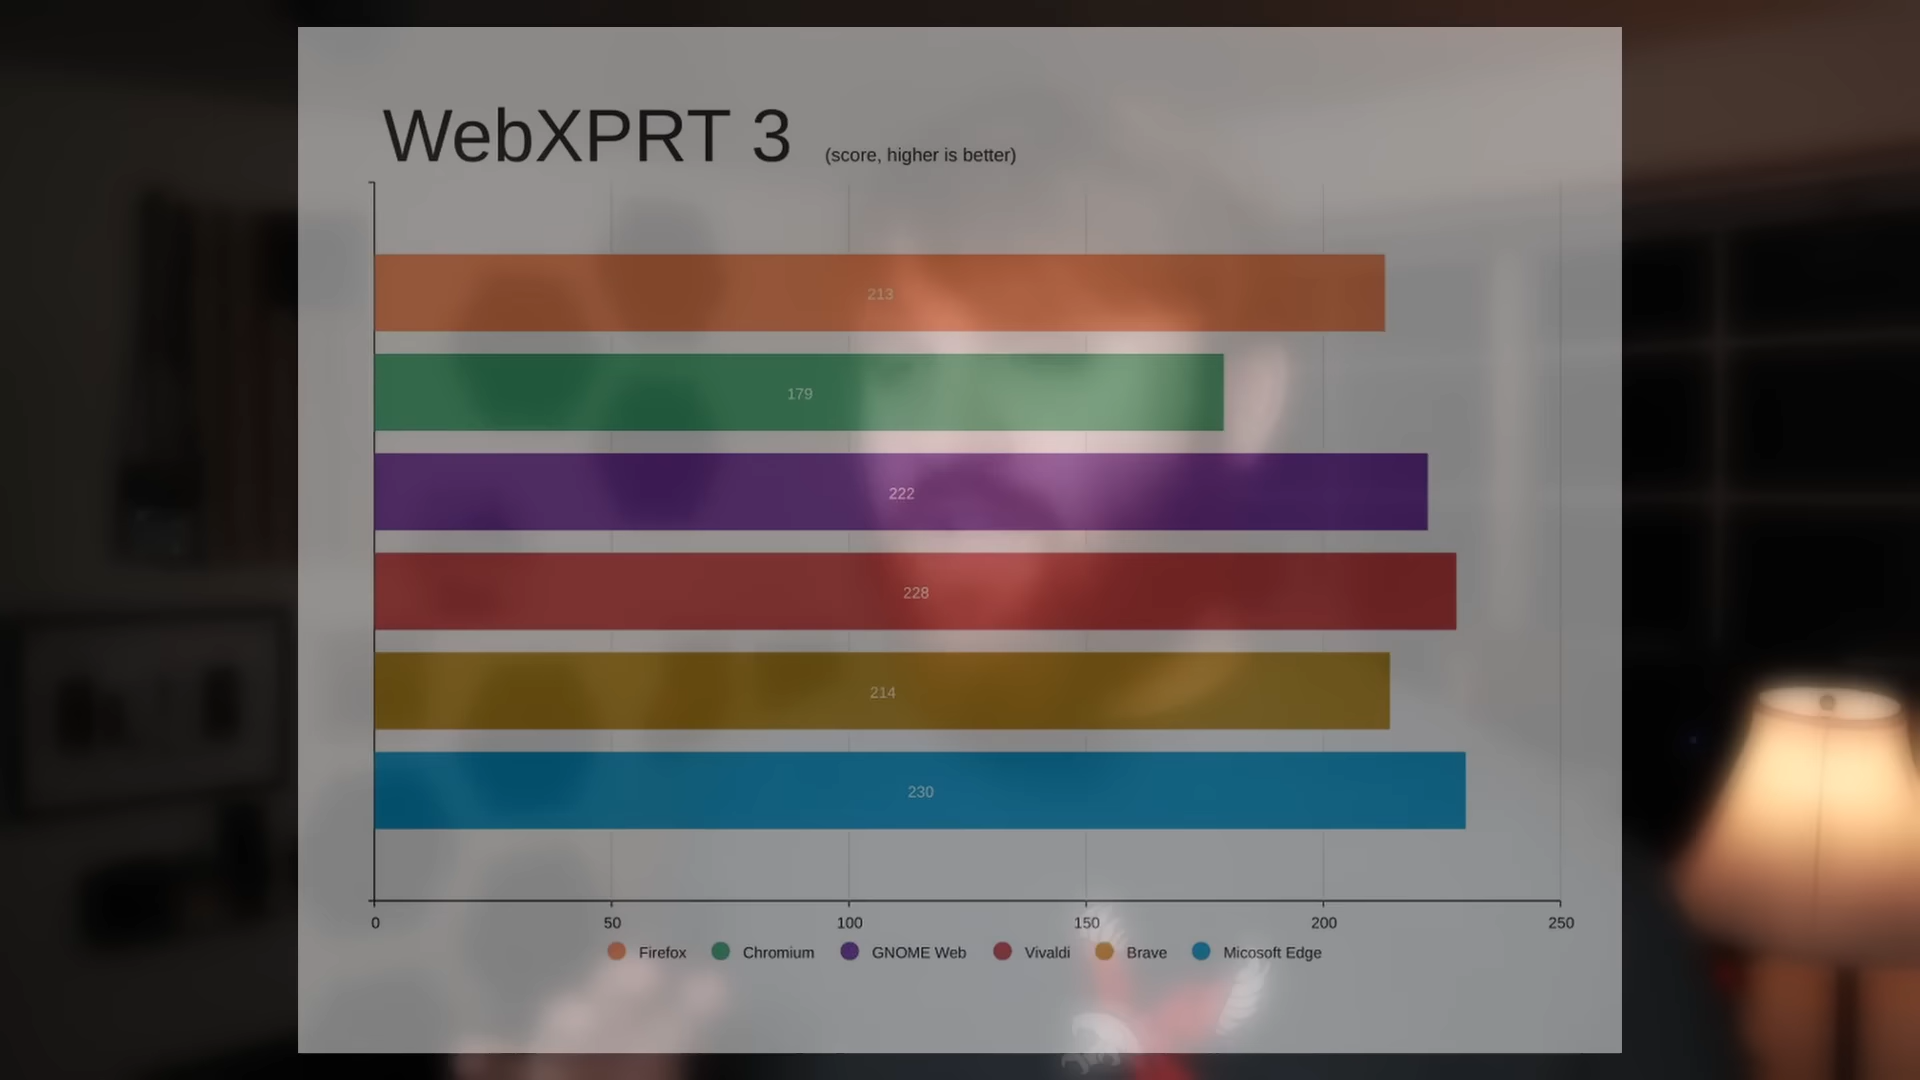 WebXPRT 3 (score, higher is better)
213
179
222
228
214
230
0 50 100 150 200 250
Firefox Chromium GNOME Web Vivaldi Brave Micosoft Edge